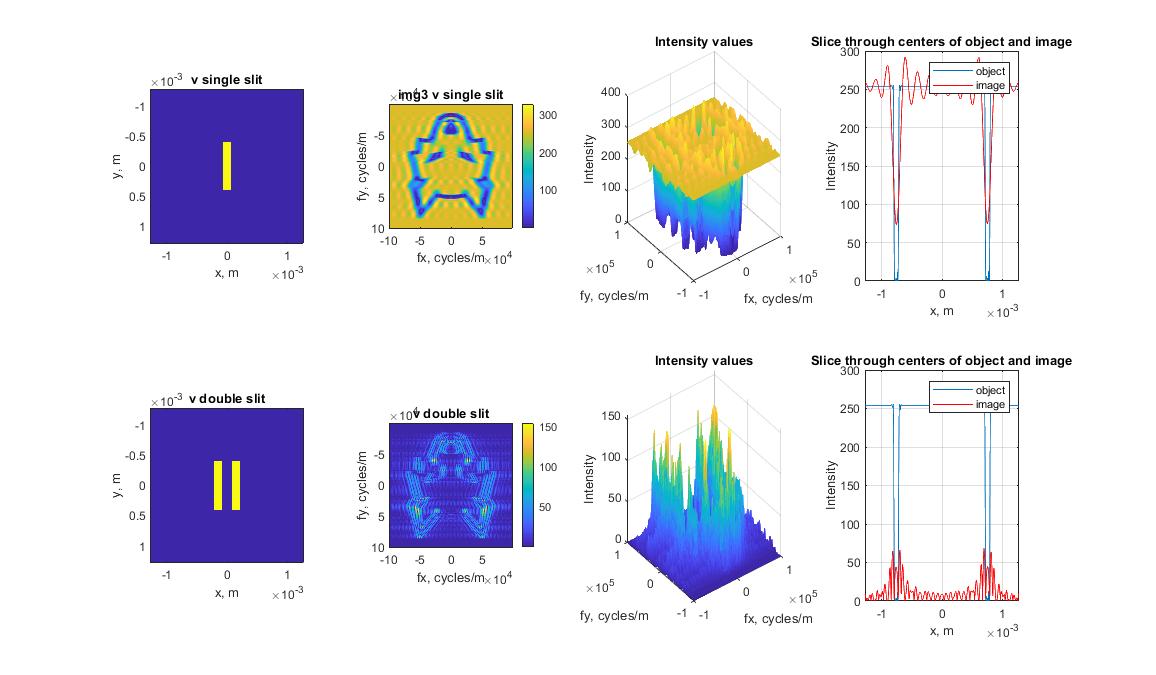 v single slit
×10-3
-1
-0.5
0
0.5
1
y, m
-1 0 1
x, m
×10-3
img3 v single slit
-5
0
5
10
fy, cycles/m
-10 -5 0 5
fx, cycles/m
×104
300
200
100
Intensity values
400
300
200
100
0
Intensity
1
0
-1
×105
fy, cycles/m
-1
0
1
×105
fx, cycles/m
Slice through centers of object and image
300
250
200
150
100
50
0
Intensity
object
image
-1 0 1
x, m
×10-3
v double slit
×10-3
-1
-0.5
0
0.5
1
y, m
-1 0 1
x, m
×10-3
v double slit
-5
0
5
10
fy, cycles/m
-10 -5 0 5
fx, cycles/m
×104
150
100
50
Intensity values
150
100
50
0
Intensity
1
0
-1
×105
fy, cycles/m
-1
0
1
×105
fx, cycles/m
Slice through centers of object and image
300
250
200
150
100
50
0
Intensity
object
image
-1 0 1
x, m
×10-3